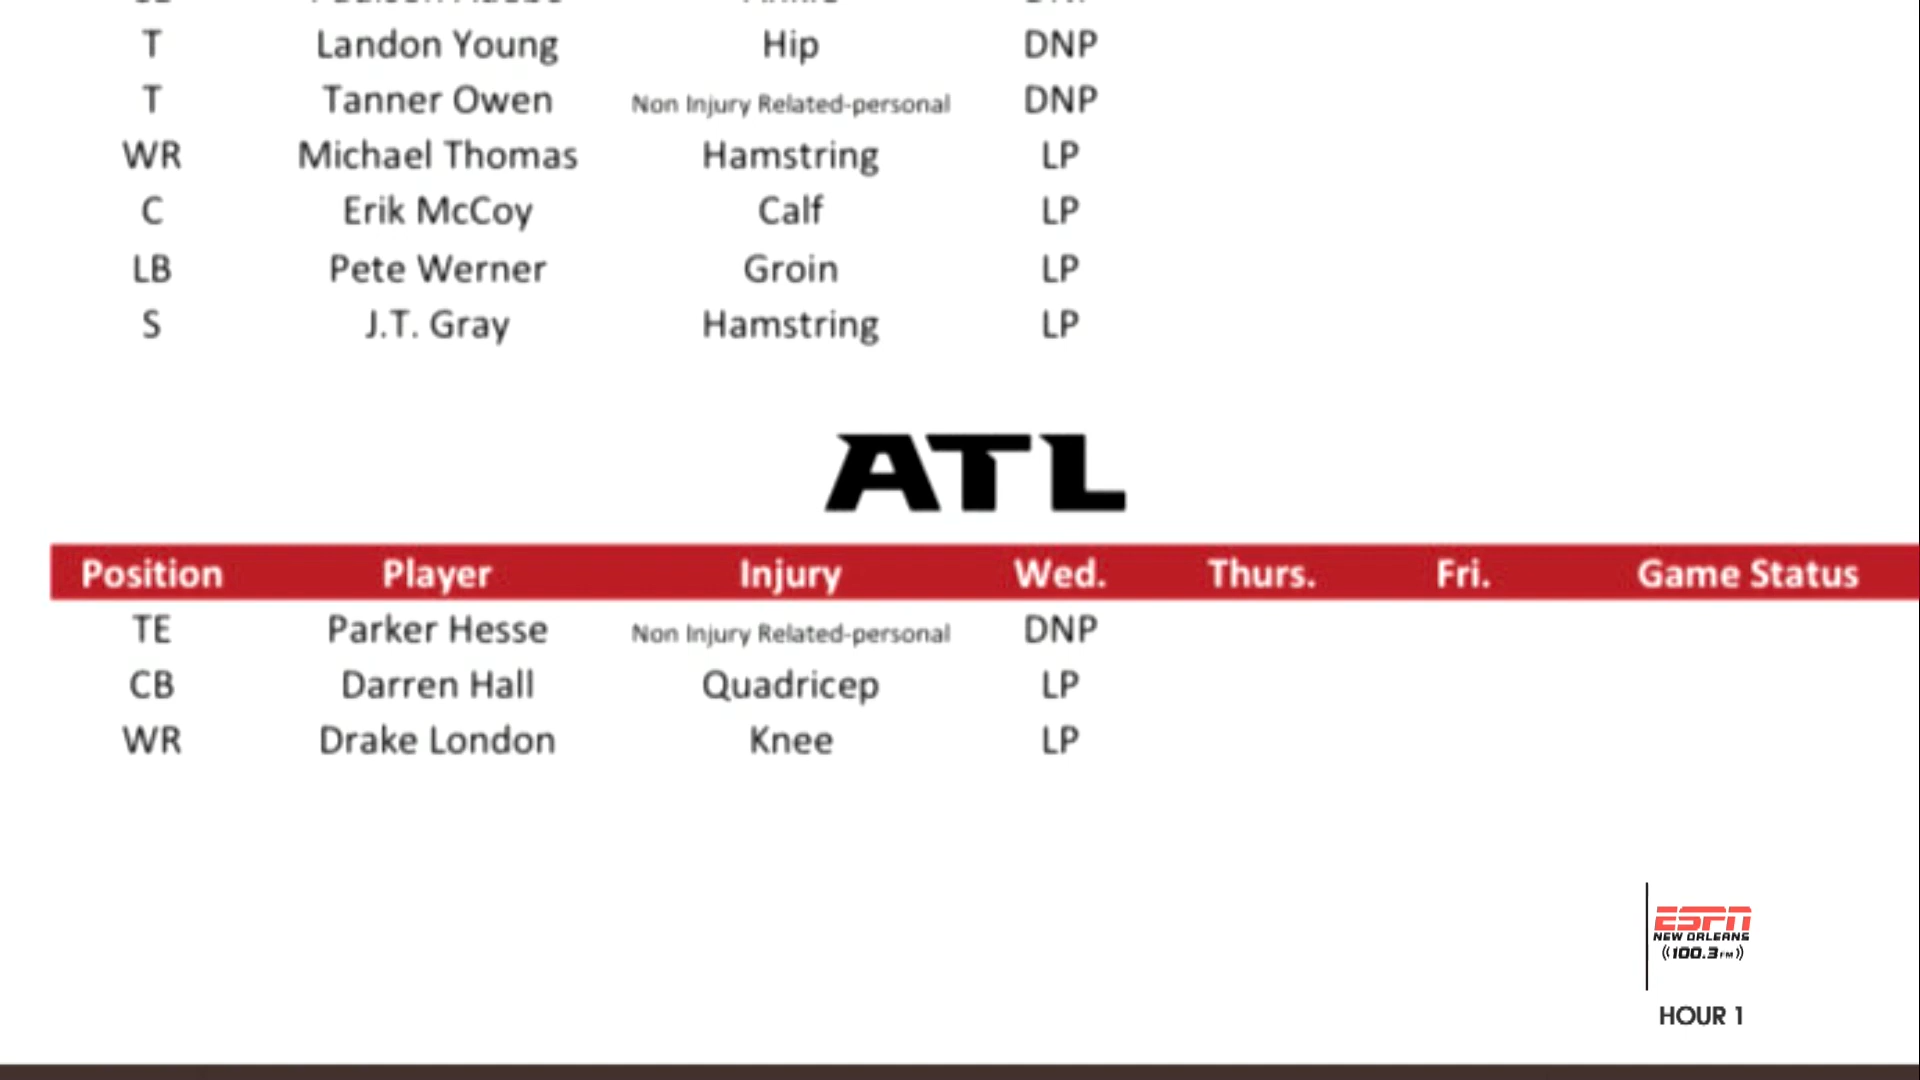 T Landon Young Hip DNP
T Tanner Owen Non Injury Related-personal DNP
WR Michael Thomas Hamstring LP
C Erik McCoy Calf LP
LB Pete Werner Groin LP
S J.T. Gray Hamstring LP
ATL
Position Player Injury Wed. Thurs. Fri. Game Status
TE Parker Hesse Non Injury Related-personal DNP
CB Darren Hall Quadricep LP
WR Drake London Knee LP
ESPN
NEW ORLEANS
((100.3 FM))
HOUR 1